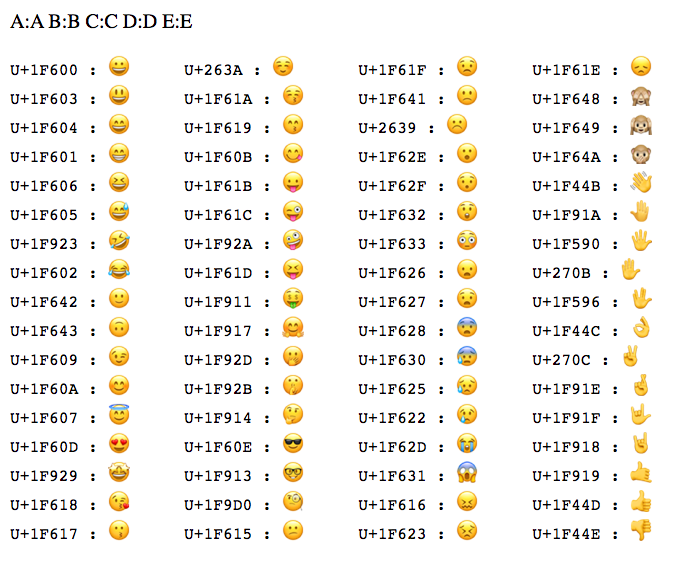 A:A B:B C:C D:D E:E
U+1F600 : 😀 U+263A : ☺️ U+1F61F : 😟 U+1F61E : 😞
U+1F603 : 😃 U+1F61A : 😚 U+1F641 : 🙁 U+1F648 : 🙈
U+1F604 : 😄 U+1F619 : 😙 U+2639 : ☹️ U+1F649 : 🙉
U+1F601 : 😁 U+1F60B : 😋 U+1F62E : 😮 U+1F64A : 🙊
U+1F606 : 😆 U+1F61B : 😛 U+1F62F : 😯 U+1F44B : 👋
U+1F605 : 😅 U+1F61C : 😜 U+1F632 : 😲 U+1F91A : 🤚
U+1F923 : 🤣 U+1F92A : 🤪 U+1F633 : 😳 U+1F590 : 🖐
U+1F602 : 😂 U+1F61D : 😝 U+1F626 : 😦 U+270B : ✋
U+1F642 : 🙂 U+1F911 : 🤑 U+1F627 : 😧 U+1F596 : 🖖
U+1F643 : 🙃 U+1F917 : 🤗 U+1F628 : 😨 U+1F44C : 👌
U+1F609 : 😉 U+1F92D : 🤭 U+1F630 : 😰 U+270C : ✌️
U+1F60A : 😊 U+1F92B : 🤫 U+1F625 : 😥 U+1F91E : 🤞
U+1F607 : 😇 U+1F914 : 🤔 U+1F622 : 😢 U+1F91F : 🤟
U+1F60D : 😍 U+1F60E : 😎 U+1F62D : 😭 U+1F918 : 🤘
U+1F929 : 🤩 U+1F913 : 🤓 U+1F631 : 😱 U+1F919 : 🤙
U+1F618 : 😘 U+1F9D0 : 🧐 U+1F616 : 😖 U+1F44D : 👍
U+1F617 : 😗 U+1F615 : 😕 U+1F623 : 😣 U+1F44E : 👎